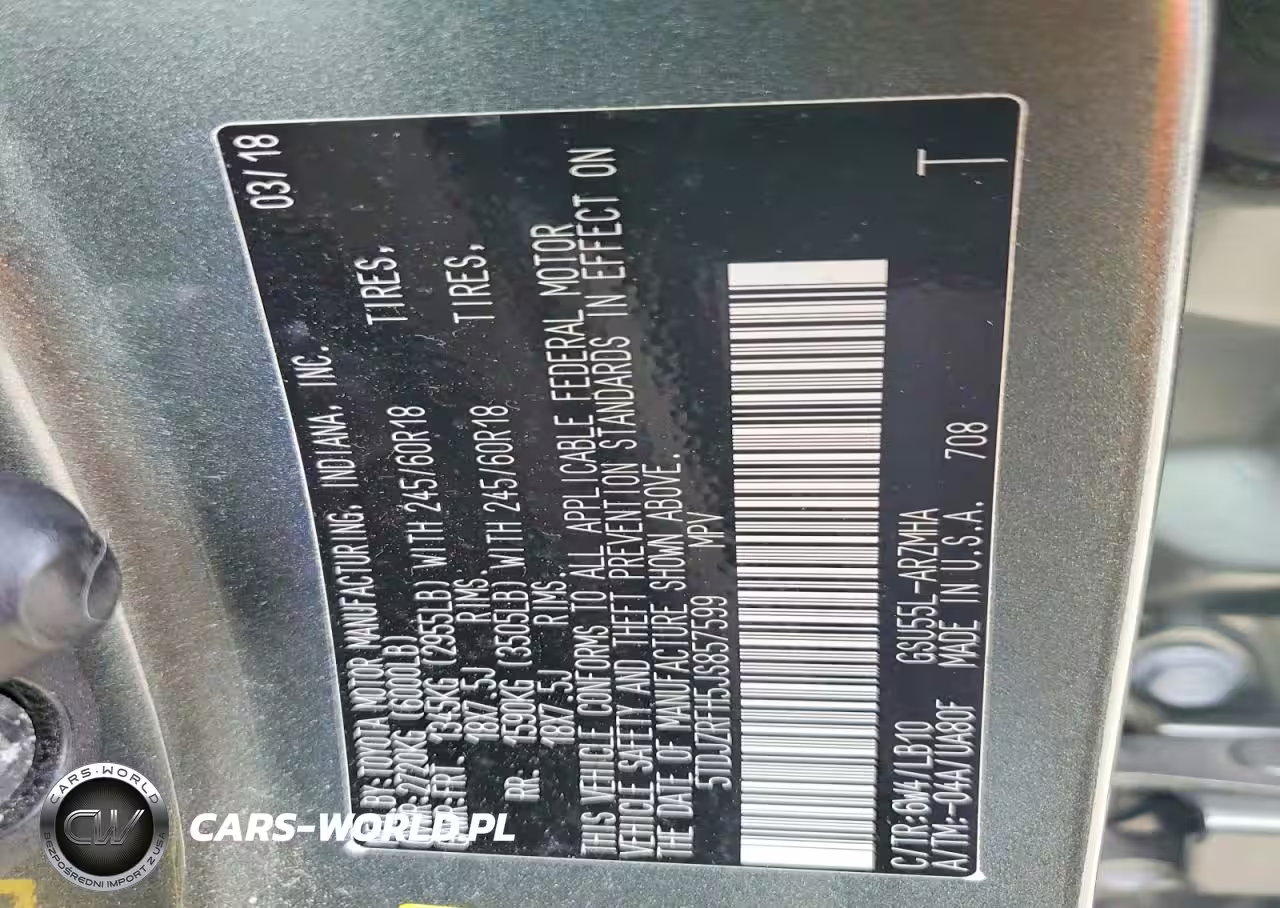 03/18
BY: TOYOTA MOTOR MANUFACTURING, INDIANA, INC.
2720KG (6000LB)
FRT. 1345KG (2955LB) WITH 245/60R18 TIRES,
18X7.5J RIMS.
RR. 1590KG (3505LB) WITH 245/60R18 TIRES,
18X7.5J RIMS.
THIS VEHICLE CONFORMS TO ALL APPLICABLE FEDERAL MOTOR
VEHICLE SAFETY AND THEFT PREVENTION STANDARDS IN EFFECT ON
THE DATE OF MANUFACTURE SHOWN ABOVE.
5TDJZRFH5JS857599 MPV
C/TR:6W4/LB10 GSU55L-ARZMHA
A/TM:-04A/UA80F MADE IN U.S.A. 708
T
CARS-WORLD
CW
BEZPOŚREDNI IMPORT Z USA
CARS-WORLD.PL